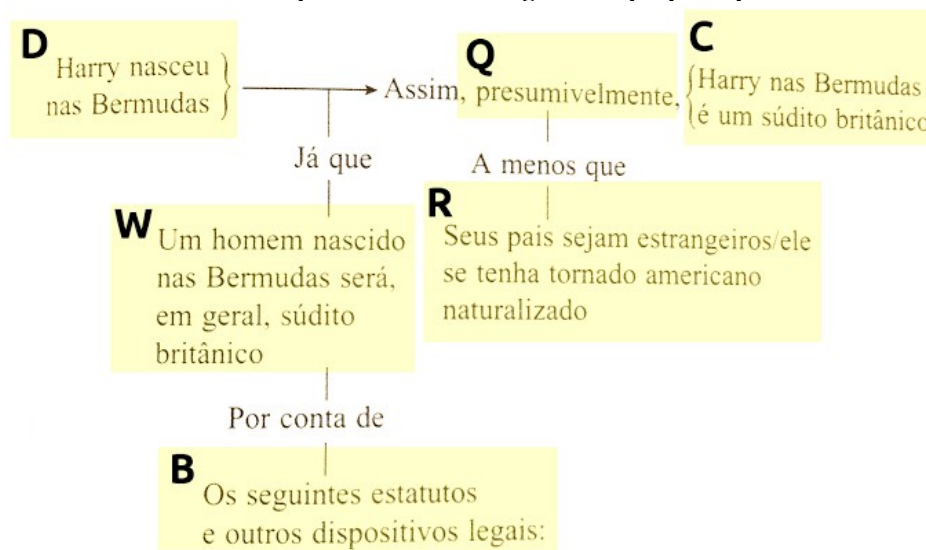 D
Harry nasceu
nas Bermudas
Assim, presumivelmente,
Q
C
Harry nas Bermudas
é um súdito britânico
Já que
A menos que
W
Um homem nascido
nas Bermudas será,
em geral, súdito
britânico
R
Seus pais sejam estrangeiros/ele
se tenha tornado americano
naturalizado
Por conta de
B
Os seguintes estatutos
e outros dispositivos legais: